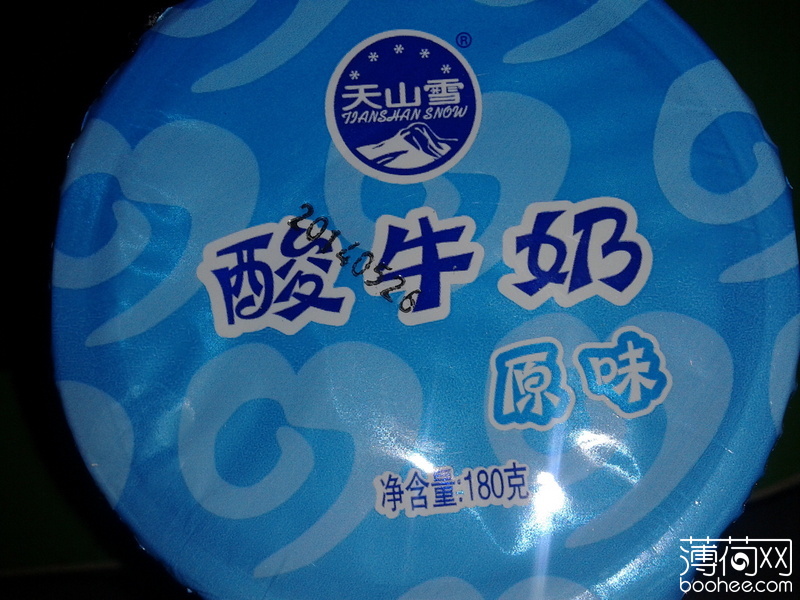 天山雪®
TIANSHAN SNOW
酸牛奶
20140526
原味
净含量:180克
薄荷网
boohee.com